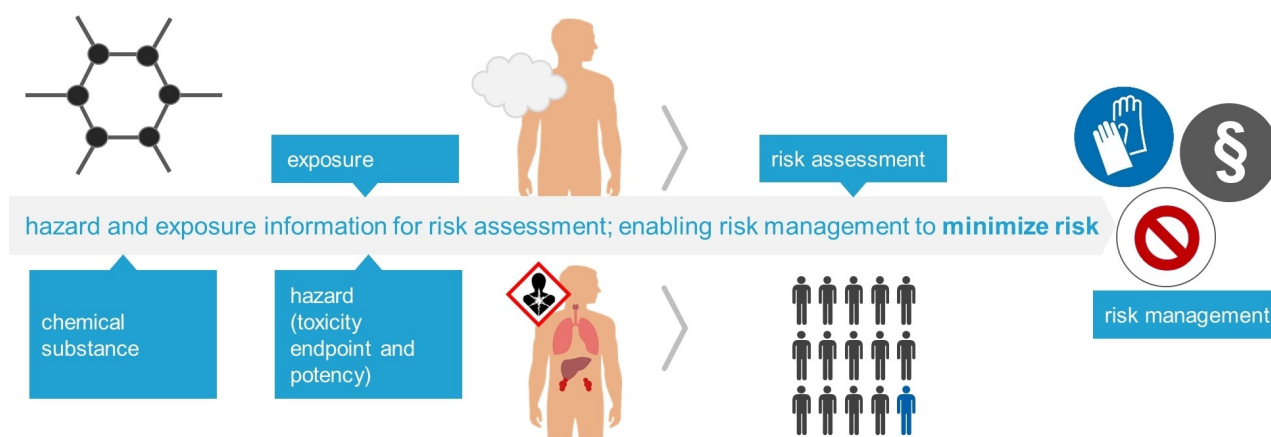 exposure
risk assessment
§
hazard and exposure information for risk assessment; enabling risk management to minimize risk
chemical
substance
hazard
(toxicity
endpoint and
potency)
risk management